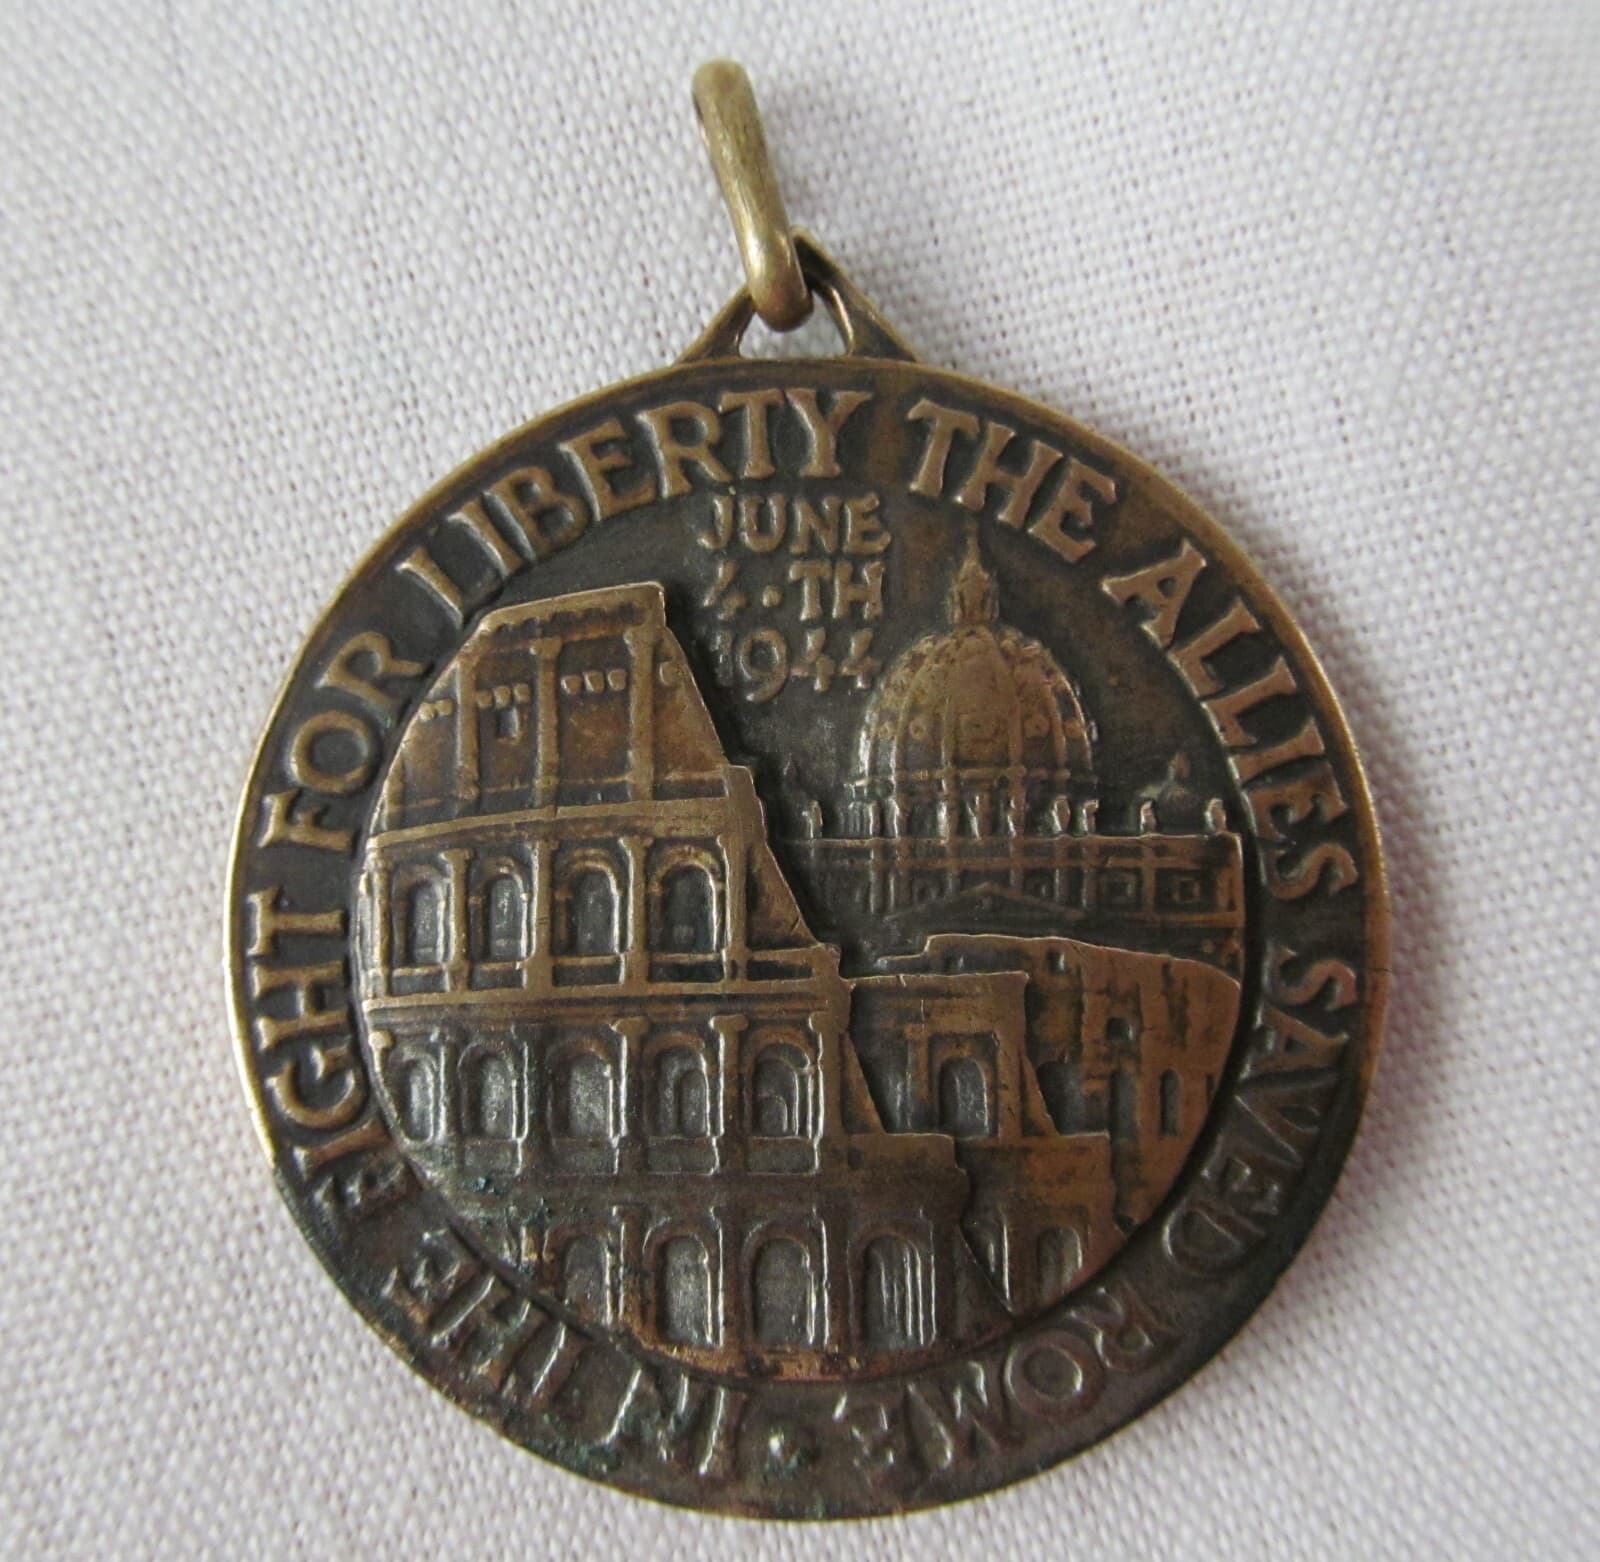 IN THE FIGHT FOR LIBERTY THE ALLIES SAVED ROME
JUNE
4.TH
1944